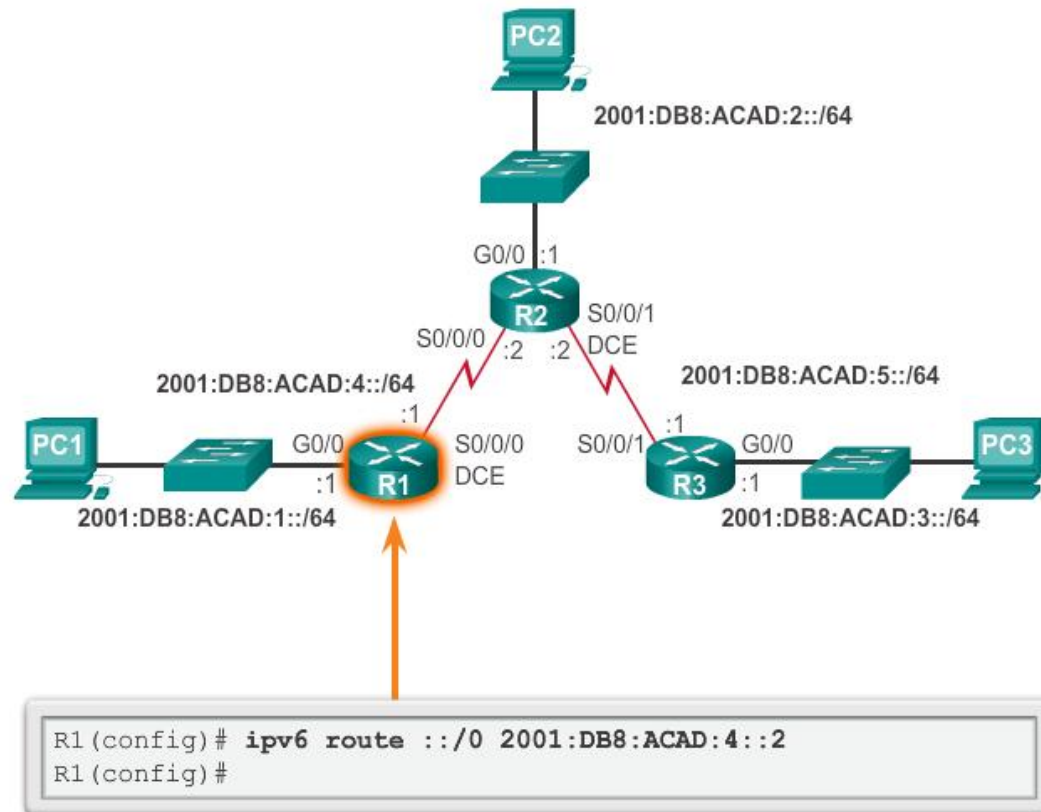 PC2
2001:DB8:ACAD:2::/64
G0/0 :1
R2
S0/0/1
DCE
S0/0/0
:2 :2
2001:DB8:ACAD:4::/64
2001:DB8:ACAD:5::/64
:1
:1
PC1
G0/0
S0/0/0
DCE
S0/0/1
G0/0
PC3
:1
R1
R3
:1
2001:DB8:ACAD:1::/64
2001:DB8:ACAD:3::/64
R1(config)# ipv6 route ::/0 2001:DB8:ACAD:4::2
R1(config)#